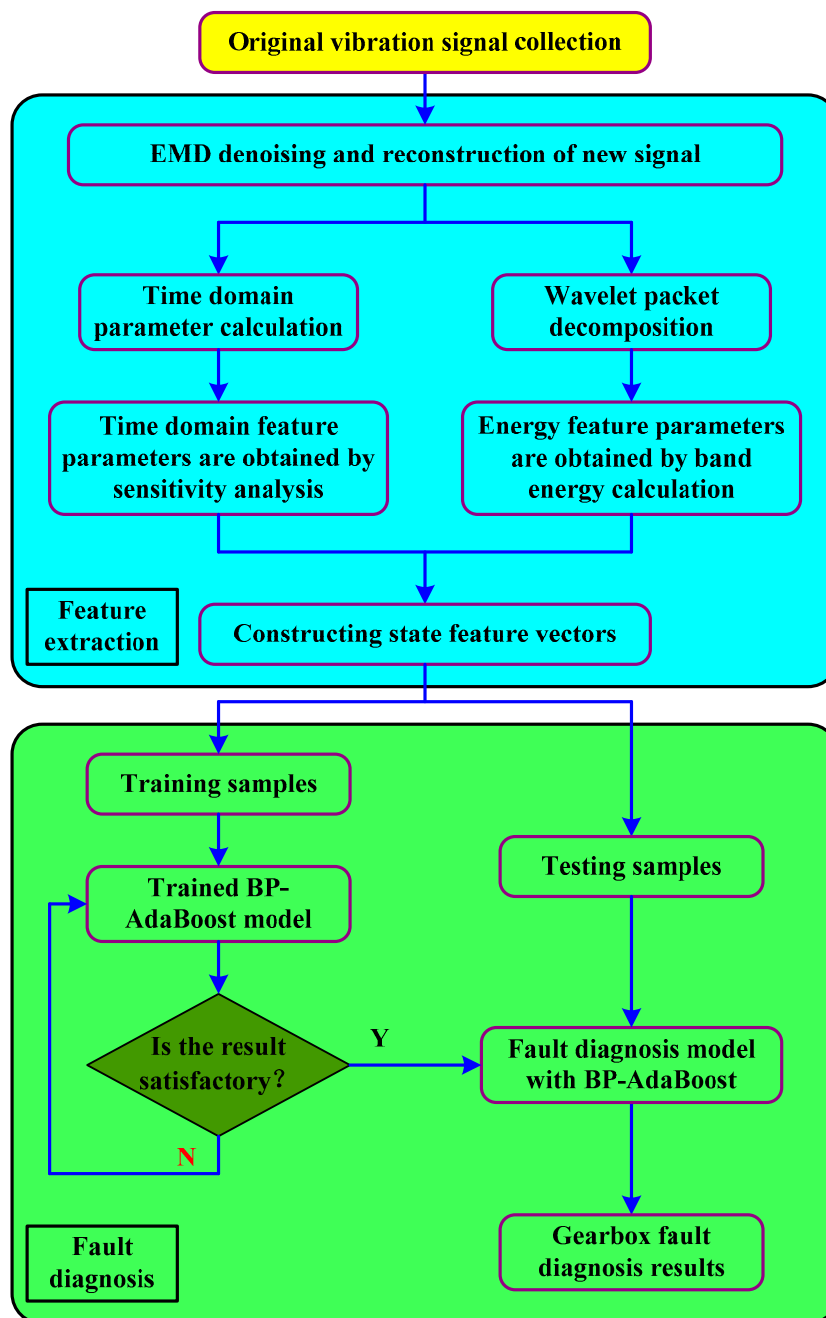 Original vibration signal collection
EMD denoising and reconstruction of new signal
Time domain
parameter calculation
Wavelet packet
decomposition
Time domain feature
parameters are obtained by
sensitivity analysis
Energy feature parameters
are obtained by band
energy calculation
Feature
extraction
Constructing state feature vectors
Training samples
Testing samples
Trained BP-
AdaBoost model
Is the result
satisfactory?
Y
N
Fault diagnosis model
with BP-AdaBoost
Gearbox fault
diagnosis results
Fault
diagnosis